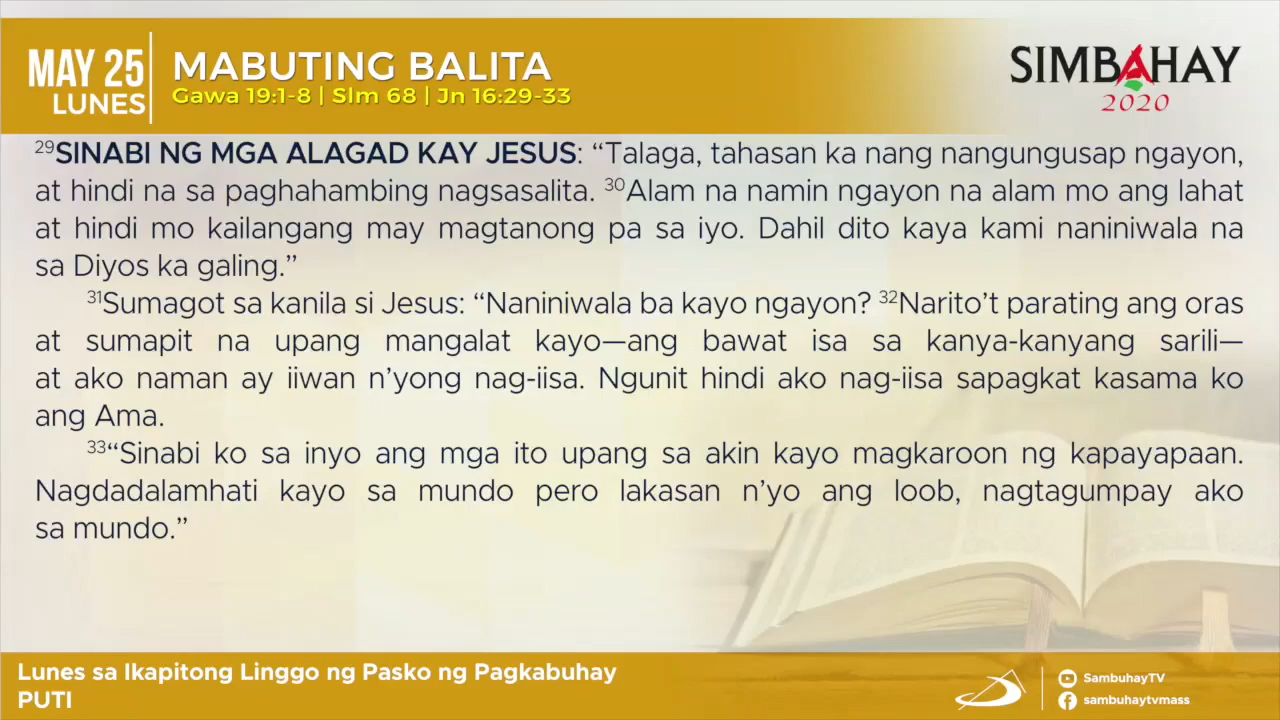 MAY 25
LUNES
MABUTING BALITA
Gawa 19:1-8 | Slm 68 | Jn 16:29-33
SIMBAHAY
2020
29SINABI NG MGA ALAGAD KAY JESUS: “Talaga, tahasan ka nang nangungusap ngayon,
at hindi na sa paghahambing nagsasalita. 30Alam na namin ngayon na alam mo ang lahat
at hindi mo kailangang may magtanong pa sa iyo. Dahil dito kaya kami naniniwala na
sa Diyos ka galing.”
31Sumagot sa kanila si Jesus: “Naniniwala ba kayo ngayon? 32Narito’t parating ang oras
at sumapit na upang mangalat kayo—ang bawat isa sa kanya-kanyang sarili—
at ako naman ay iiwan n’yong nag-iisa. Ngunit hindi ako nag-iisa sapagkat kasama ko
ang Ama.
33“Sinabi ko sa inyo ang mga ito upang sa akin kayo magkaroon ng kapayapaan.
Nagdadalamhati kayo sa mundo pero lakasan n’yo ang loob, nagtagumpay ako
sa mundo.”
Lunes sa Ikapitong Linggo ng Pasko ng Pagkabuhay
PUTI
SambuhayTV
sambuhaytvmass